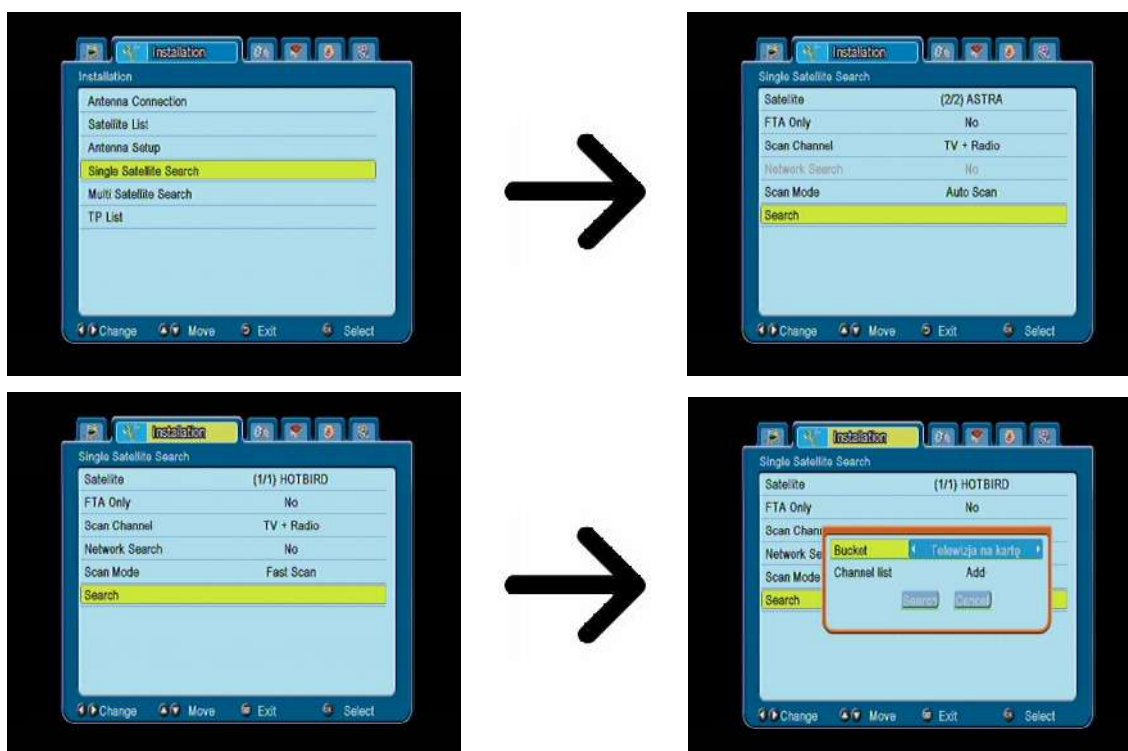 Installation
Installation
Antenna Connection
Satellite List
Antenna Setup
Single Satellite Search
Multi Satellite Search
TP List
Change Move Exit Select
Installation
Single Satellite Search
Satellite (2/2) ASTRA
FTA Only No
Scan Channel TV + Radio
Network Search No
Scan Mode Auto Scan
Search
Change Move Exit Select
Installation
Single Satellite Search
Satellite (1/1) HOTBIRD
FTA Only No
Scan Channel TV + Radio
Network Search No
Scan Mode Fast Scan
Search
Change Move Exit Select
Installation
Single Satellite Search
Satellite (1/1) HOTBIRD
FTA Only No
Scan Chann
Network Se
Scan Mode
Search
Bucket Telewizja na kartę
Channel list Add
Search Cancel
Change Move Exit Select